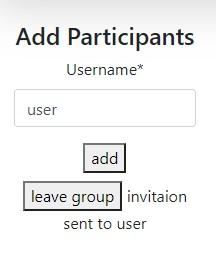 Add Participants
Username*
user
add
leave group invitaion
sent to user